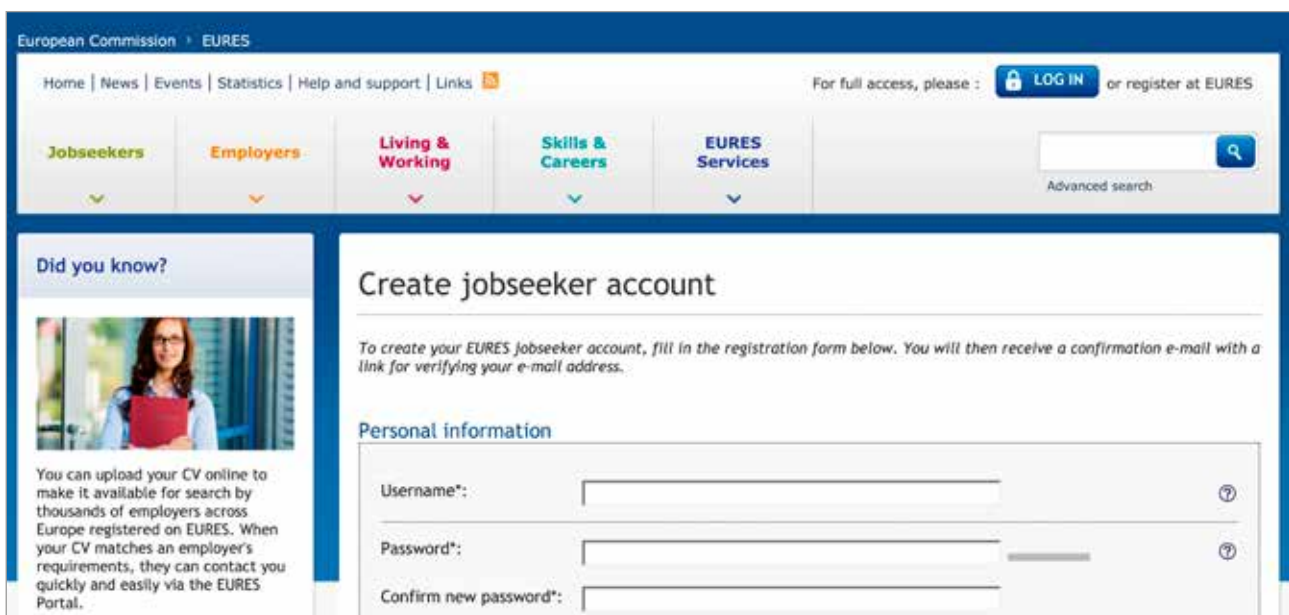 European Commission › EURES
Home | News | Events | Statistics | Help and support | Links
For full access, please : LOG IN or register at EURES
Jobseekers
Employers
Living &
Working
Skills &
Careers
EURES
Services
Advanced search
Did you know?
You can upload your CV online to
make it available for search by
thousands of employers across
Europe registered on EURES. When
your CV matches an employer's
requirements, they can contact you
quickly and easily via the EURES
Portal.
Create jobseeker account
To create your EURES jobseeker account, fill in the registration form below. You will then receive a confirmation e-mail with a
link for verifying your e-mail address.
Personal information
Username*:
Password*:
Confirm new password*: